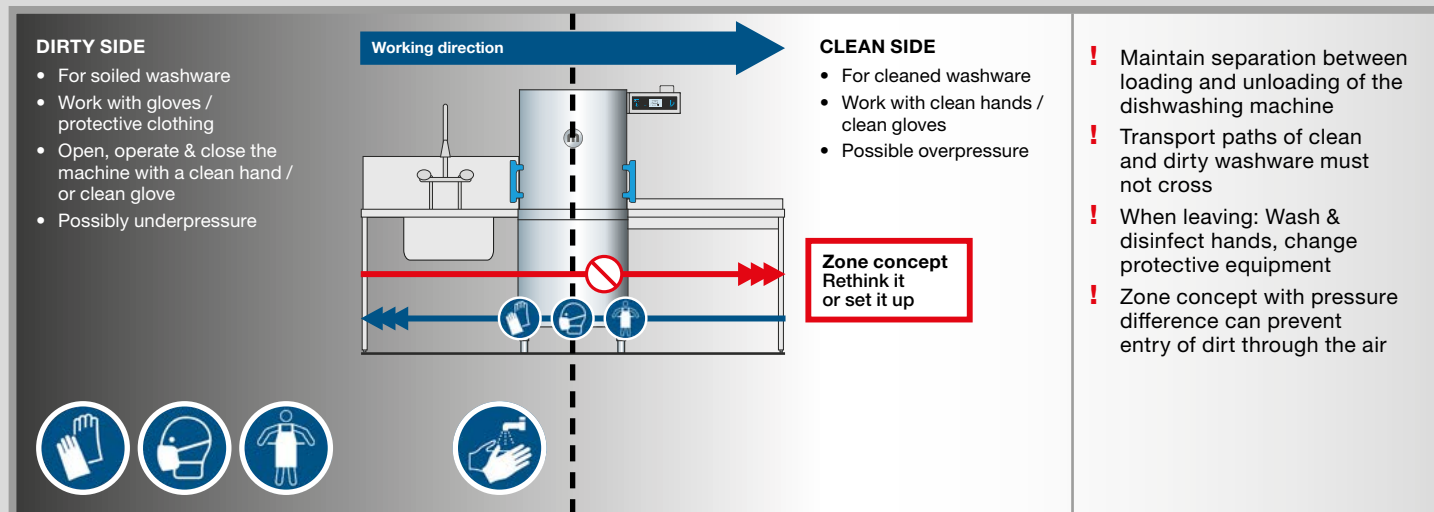 DIRTY SIDE
• For soiled washware
• Work with gloves /
protective clothing
• Open, operate & close the
machine with a clean hand /
or clean glove
• Possibly underpressure
Working direction
m
CLEAN SIDE
• For cleaned washware
• Work with clean hands /
clean gloves
• Possible overpressure
Zone concept
Rethink it
or set it up
! Maintain separation between
loading and unloading of the
dishwashing machine
! Transport paths of clean
and dirty washware must
not cross
! When leaving: Wash &
disinfect hands, change
protective equipment
! Zone concept with pressure
difference can prevent
entry of dirt through the air